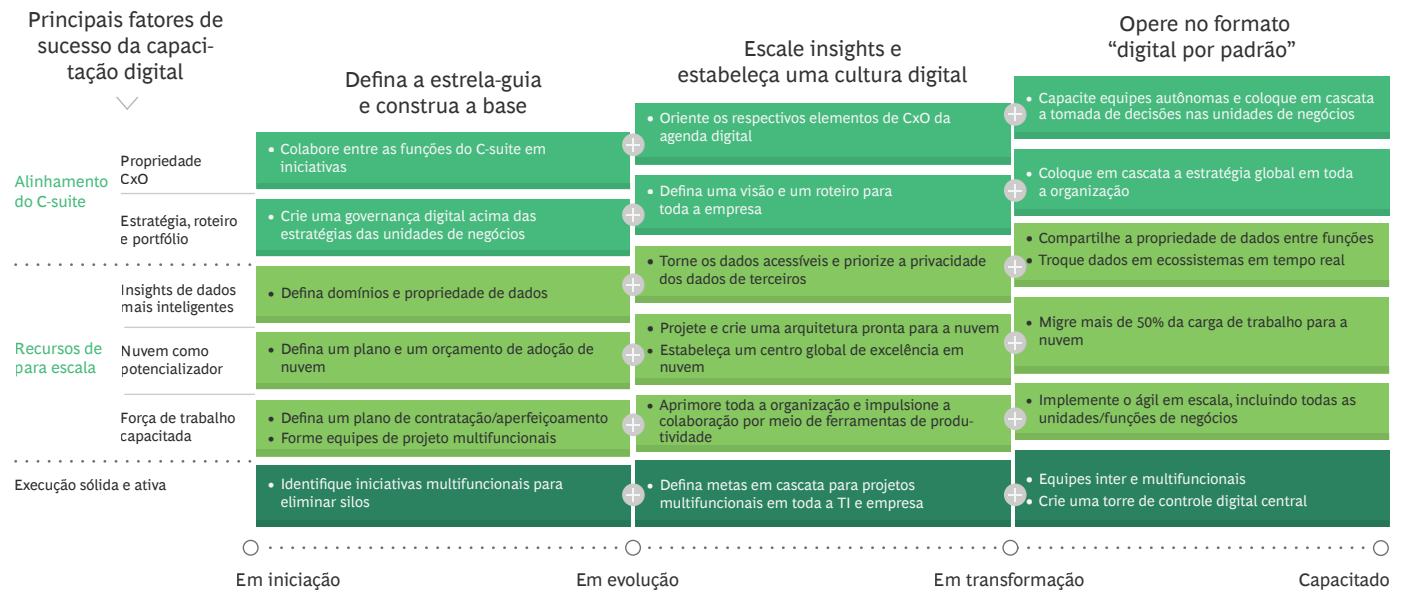 Principais fatores de
sucesso da capaci-
tação digital
Defina a estrela-guia
e construa a base
Escale insights e
estabeleça uma cultura digital
Opere no formato
“digital por padrão”
Alinhamento
do C-suite
Propriedade
CxO
• Colabore entre as funções do C-suite em
iniciativas
• Oriente os respectivos elementos de CxO da
agenda digital
• Capacite equipes autônomas e coloque em cascata
a tomada de decisões nas unidades de negócios
Estratégia, roteiro
e portfólio
• Crie uma governança digital acima das
estratégias das unidades de negócios
• Defina uma visão e um roteiro para
toda a empresa
• Coloque em cascata a estratégia global em toda
a organização
Recursos de
para escala
Insights de dados
mais inteligentes
• Defina domínios e propriedade de dados
• Torne os dados acessíveis e priorize a privacidade
dos dados de terceiros
• Compartilhe a propriedade de dados entre funções
• Troque dados em ecossistemas em tempo real
Nuvem como
potencializador
• Defina um plano e um orçamento de adoção de
nuvem
• Projete e crie uma arquitetura pronta para a nuvem
• Estabeleça um centro global de excelência em
nuvem
• Migre mais de 50% da carga de trabalho para a
nuvem
Força de trabalho
capacitada
• Defina um plano de contratação/aperfeiçoamento
• Forme equipes de projeto multifuncionais
• Aprimore toda a organização e impulsione a
colaboração por meio de ferramentas de produ-
tividade
• Implemente o ágil em escala, incluindo todas as
unidades/funções de negócios
Execução sólida e ativa
• Identifique iniciativas multifuncionais para
eliminar silos
• Defina metas em cascata para projetos
multifuncionais em toda a TI e empresa
• Equipes inter e multifuncionais
• Crie uma torre de controle digital central
Em iniciação
Em evolução
Em transformação
Capacitado